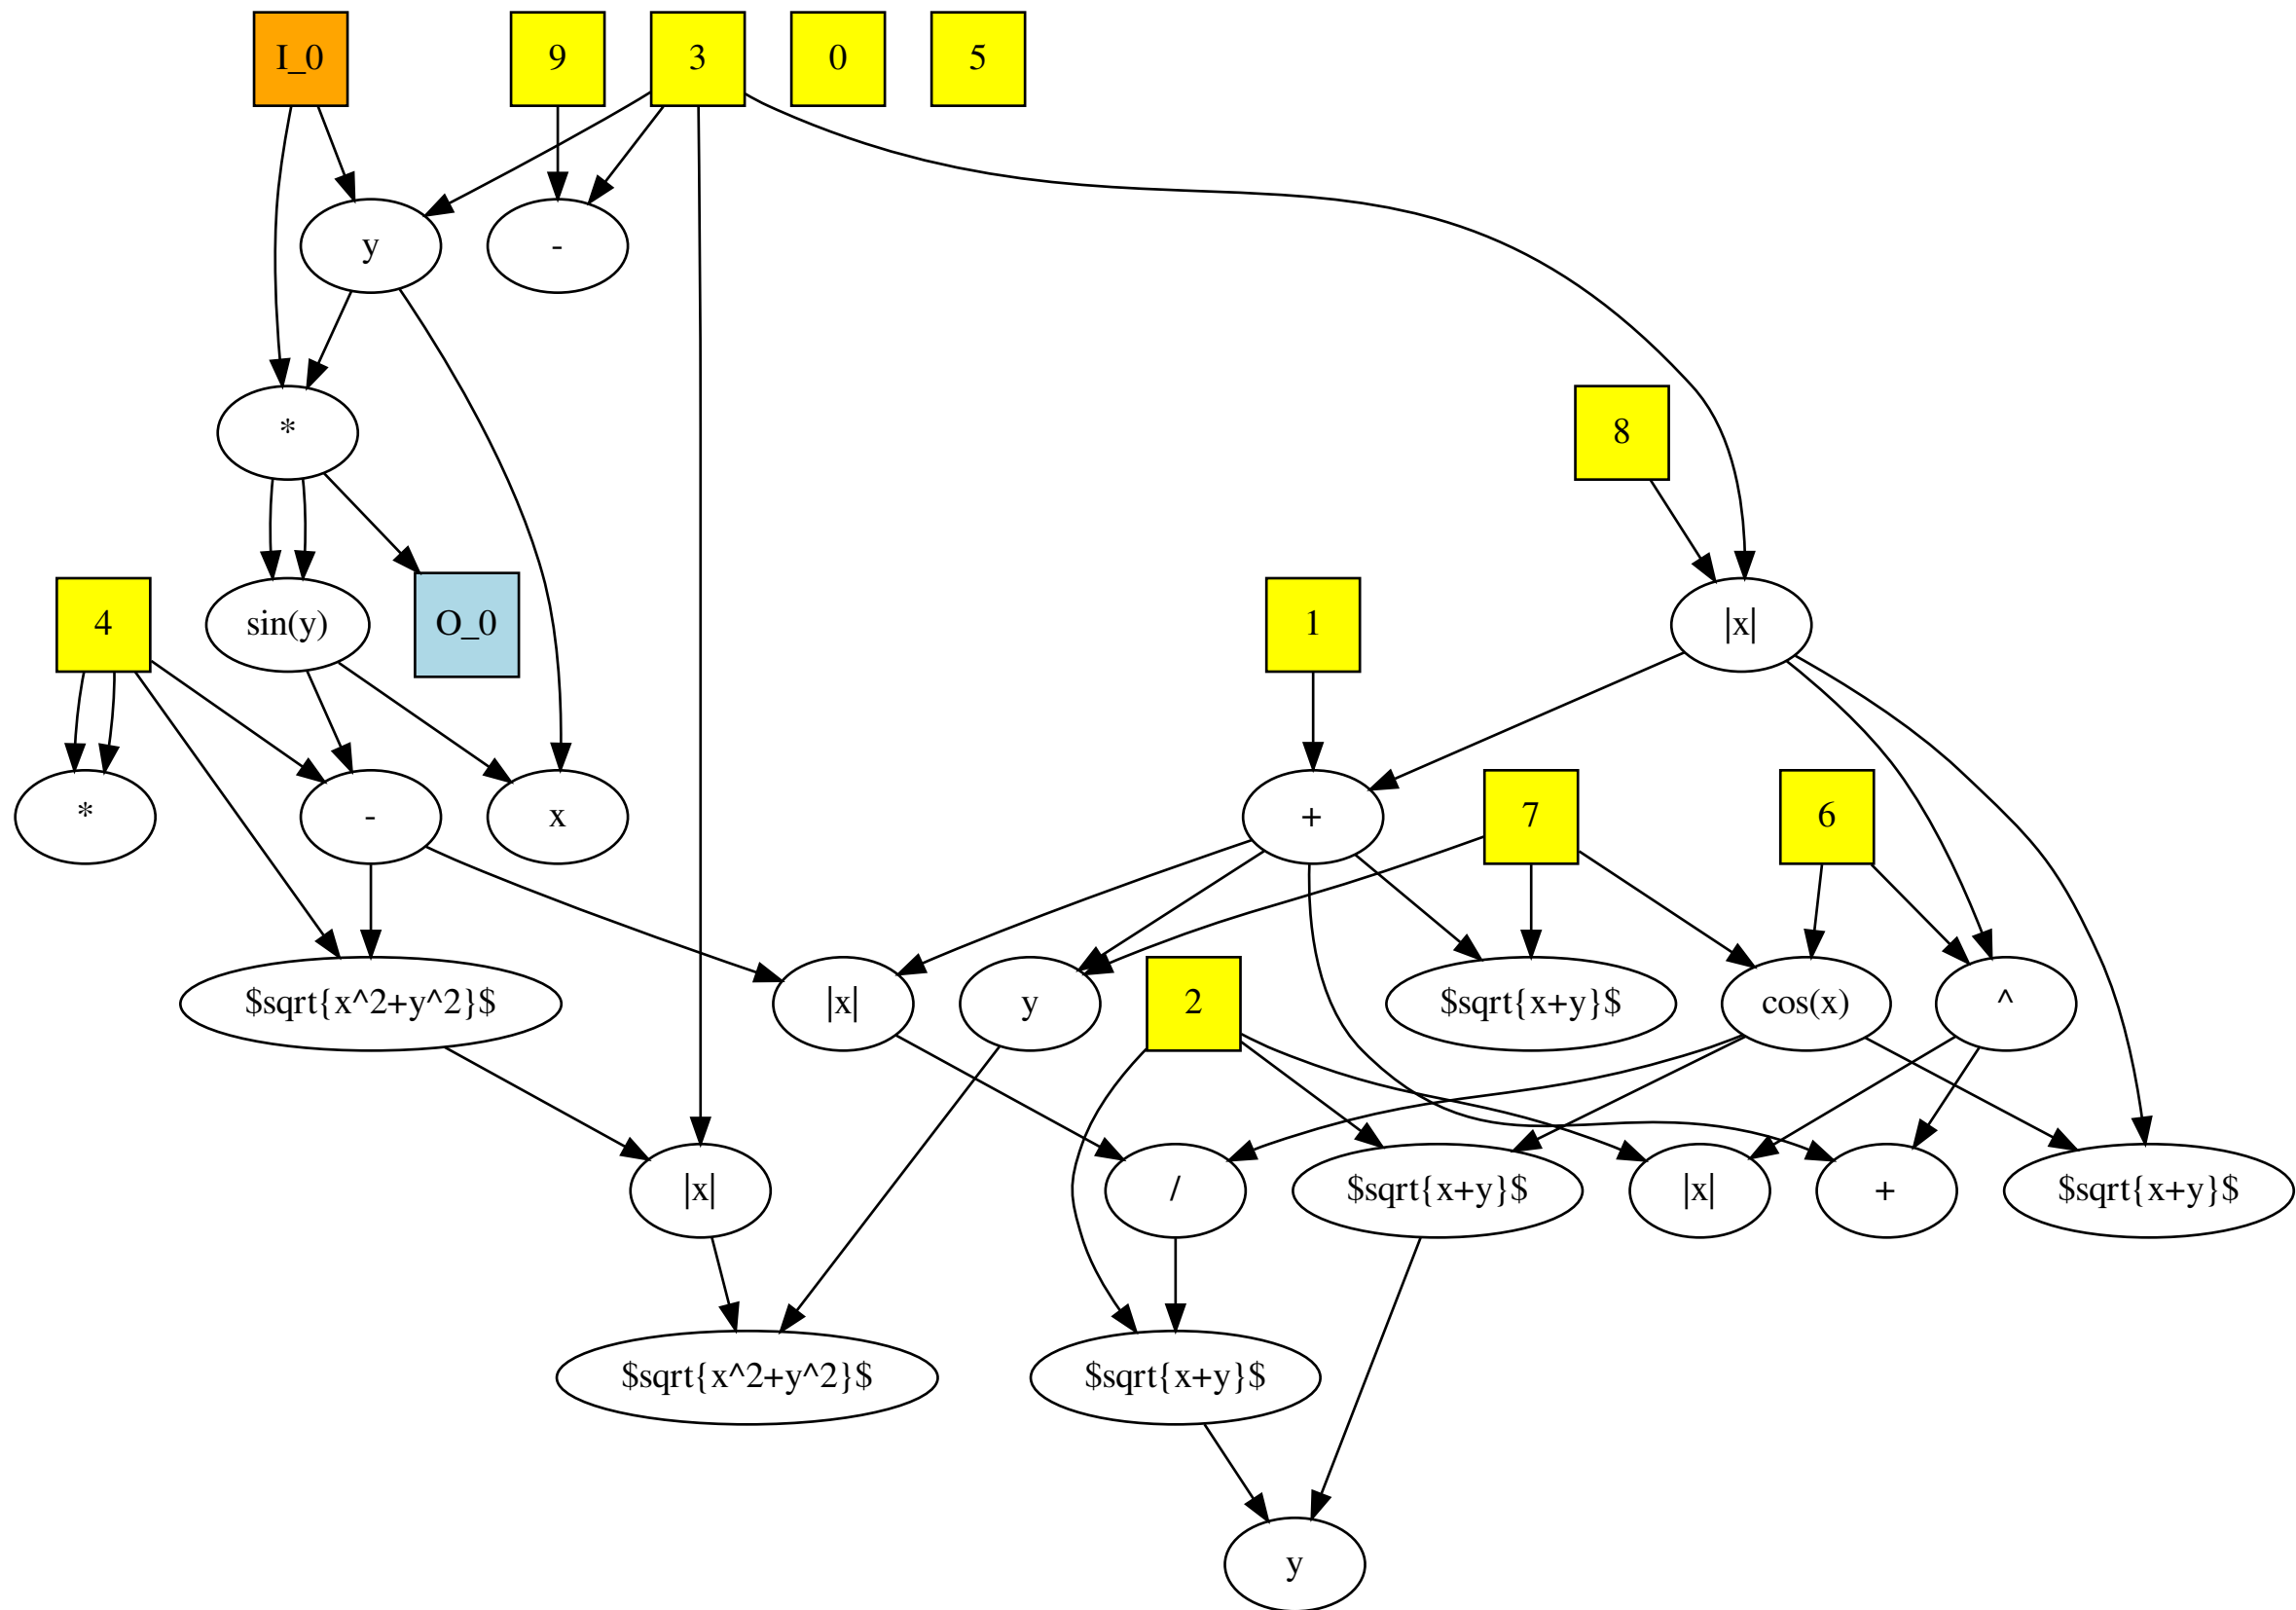 I_0
9
3
0
5
y
-
*
8
4
sin(y)
O_0
1
|x|
*
-
x
+
7
6
$sqrt{x^2+y^2}$
|x|
y
2
$sqrt{x+y}$
cos(x)
^
|x|
/
$sqrt{x+y}$
|x|
+
$sqrt{x+y}$
$sqrt{x^2+y^2}$
$sqrt{x+y}$
y